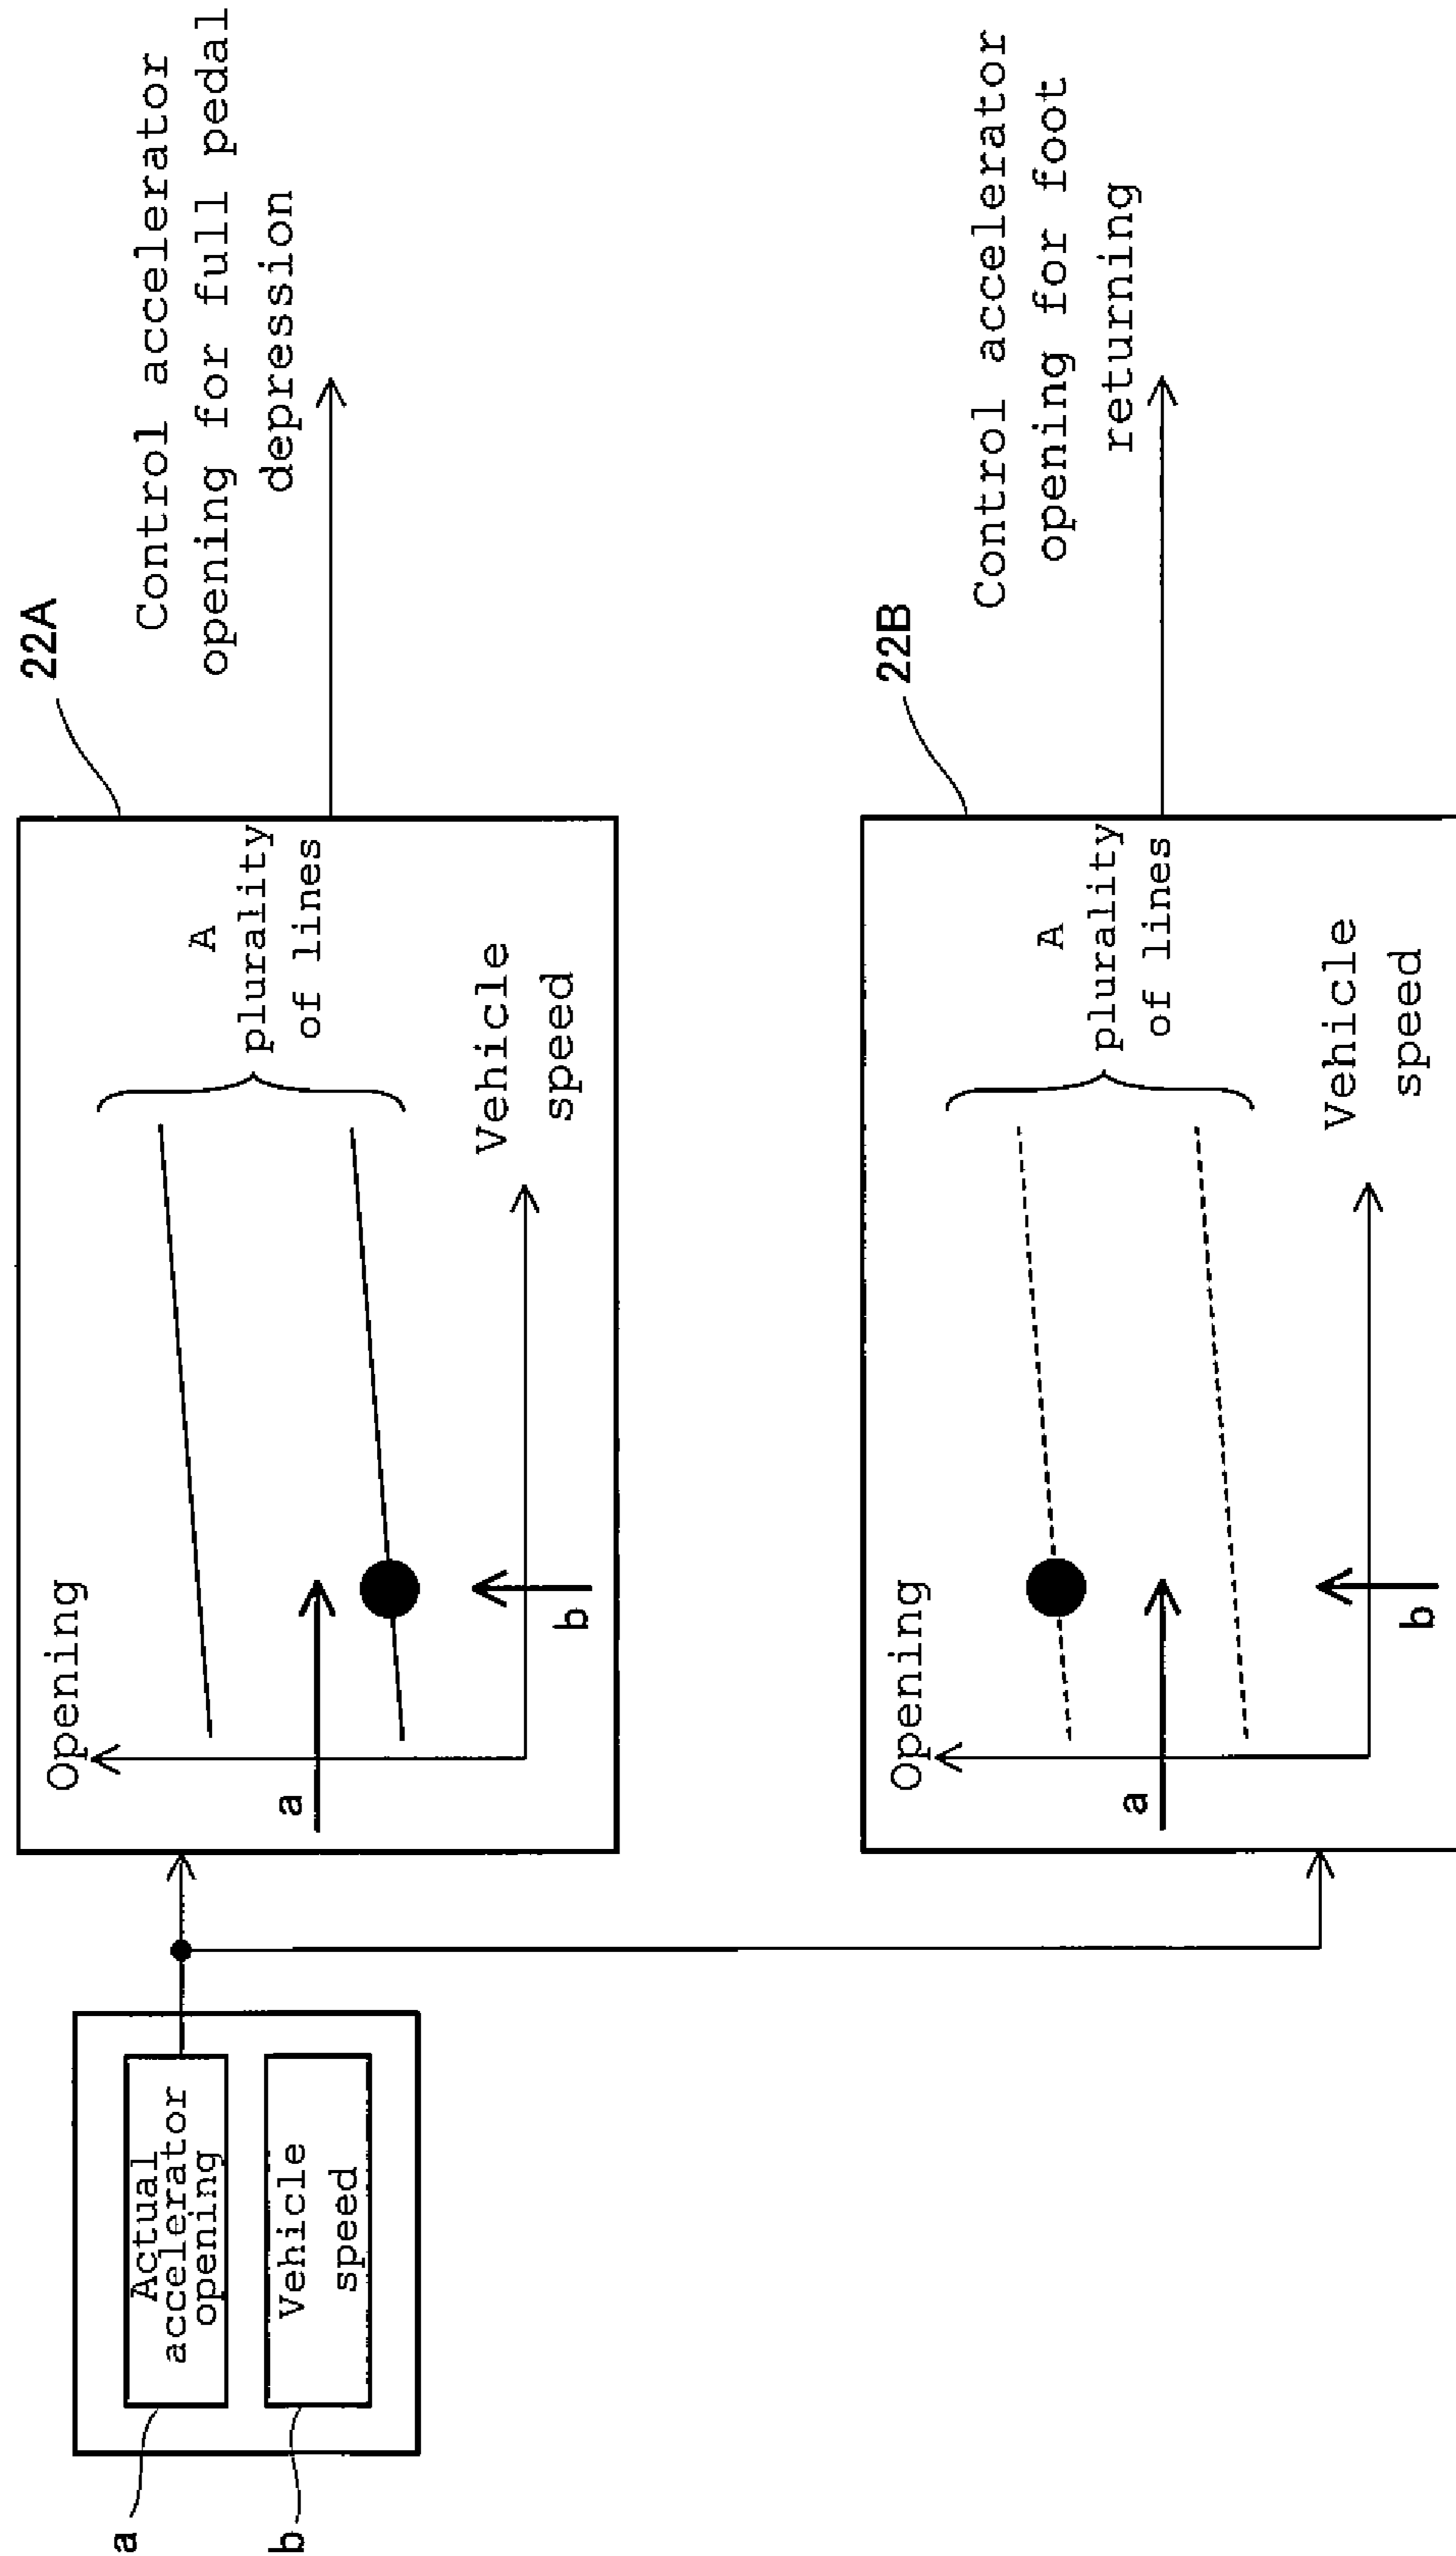 a
Actual
accelerator
opening
b
Vehicle
speed
22A
Opening
a
b
A
plurality
of lines
Vehicle
speed
Control accelerator
opening for full pedal
depression
22B
Opening
a
b
A
plurality
of lines
Vehicle
speed
Control accelerator
opening for foot
returning